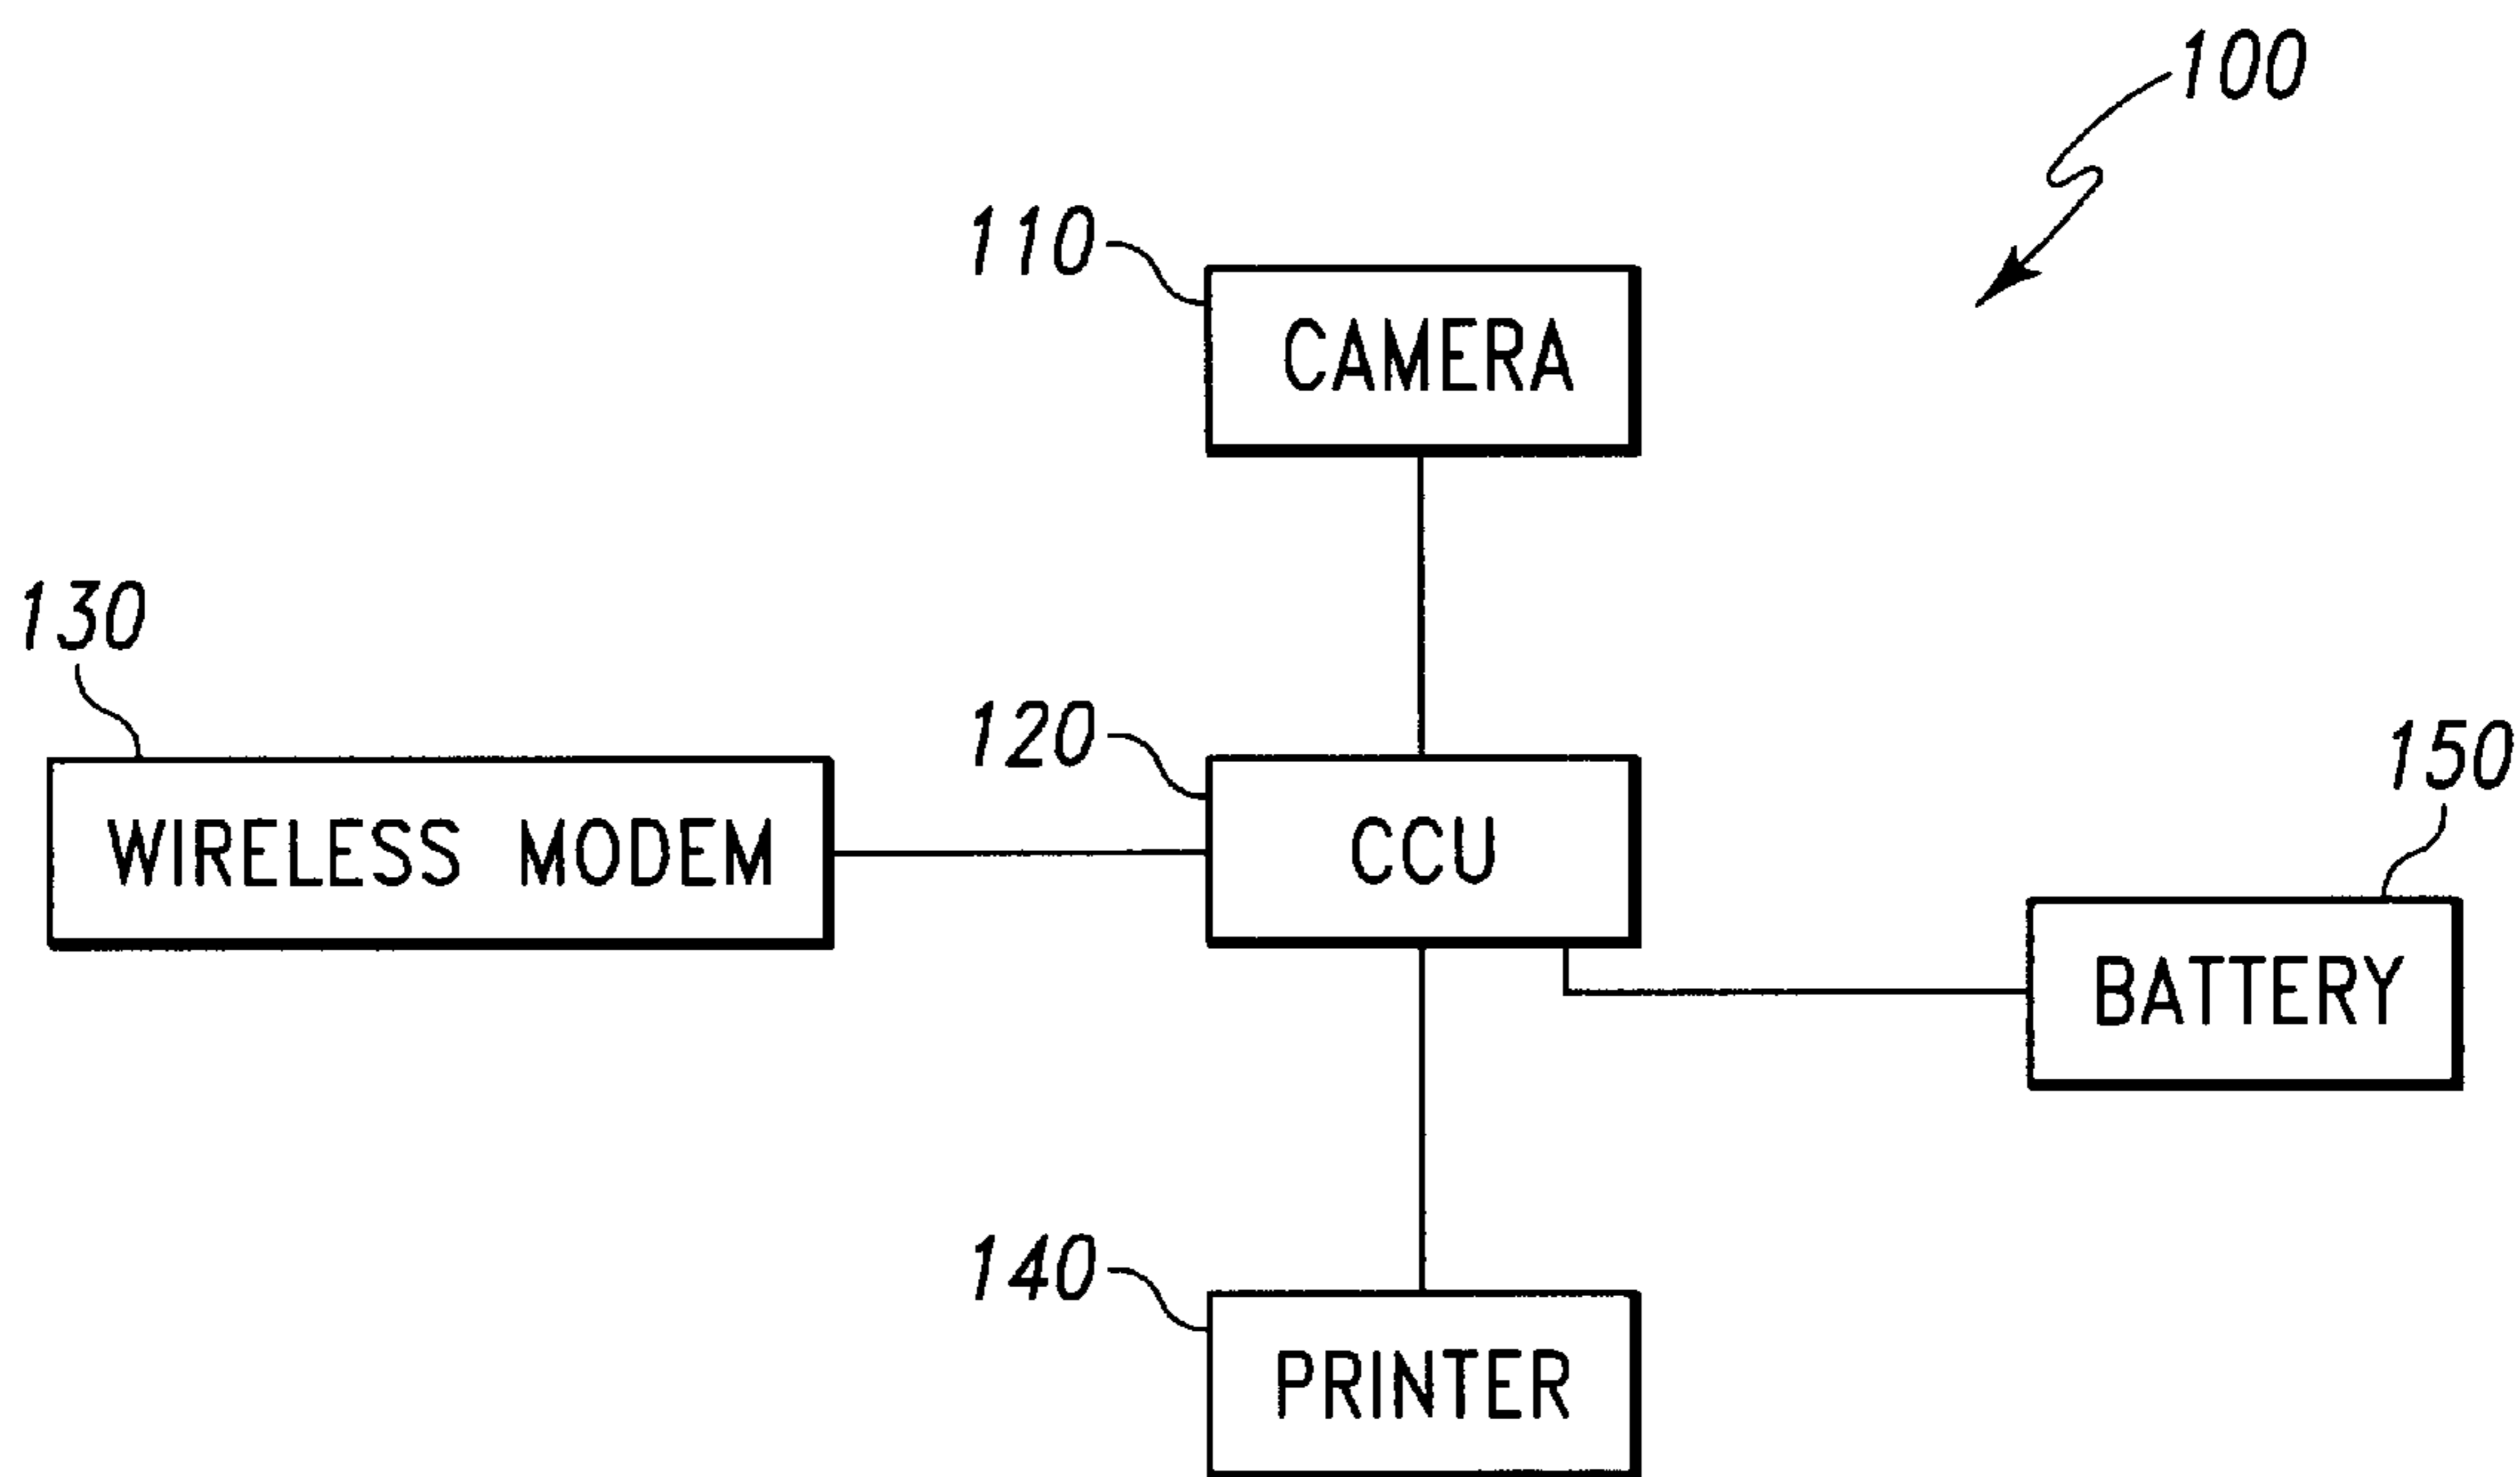 100
110
CAMERA
130
120
150
WIRELESS MODEM
CCU
BATTERY
140
PRINTER